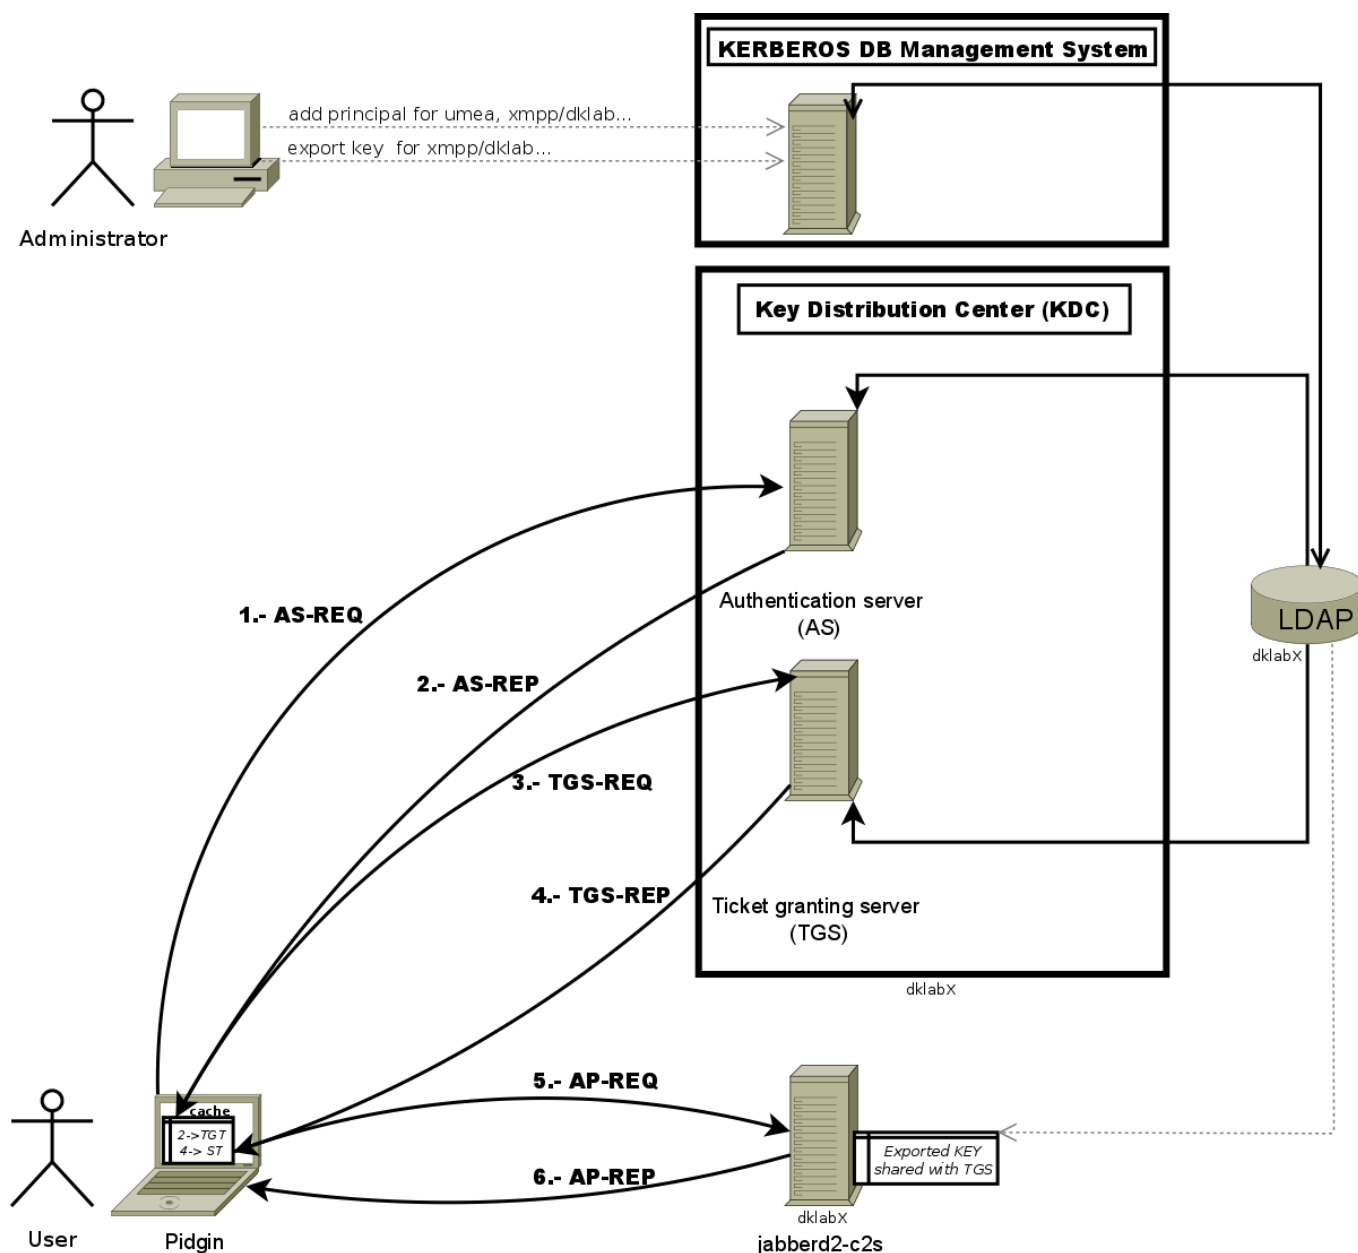 KERBEROS DB Management System
add principal for umea, xmpp/dklab...
export key  for xmpp/dklab...
Administrator
Key Distribution Center (KDC)
1.- AS-REQ
Authentication server
(AS)
LDAP
dklabX
2.- AS-REP
3.- TGS-REQ
4.- TGS-REP
Ticket granting server
(TGS)
dklabX
5.- AP-REQ
cache
2->TGT
4-> ST
Exported KEY
shared with TGS
6.- AP-REP
dklabX
User
Pidgin
jabberd2-c2s